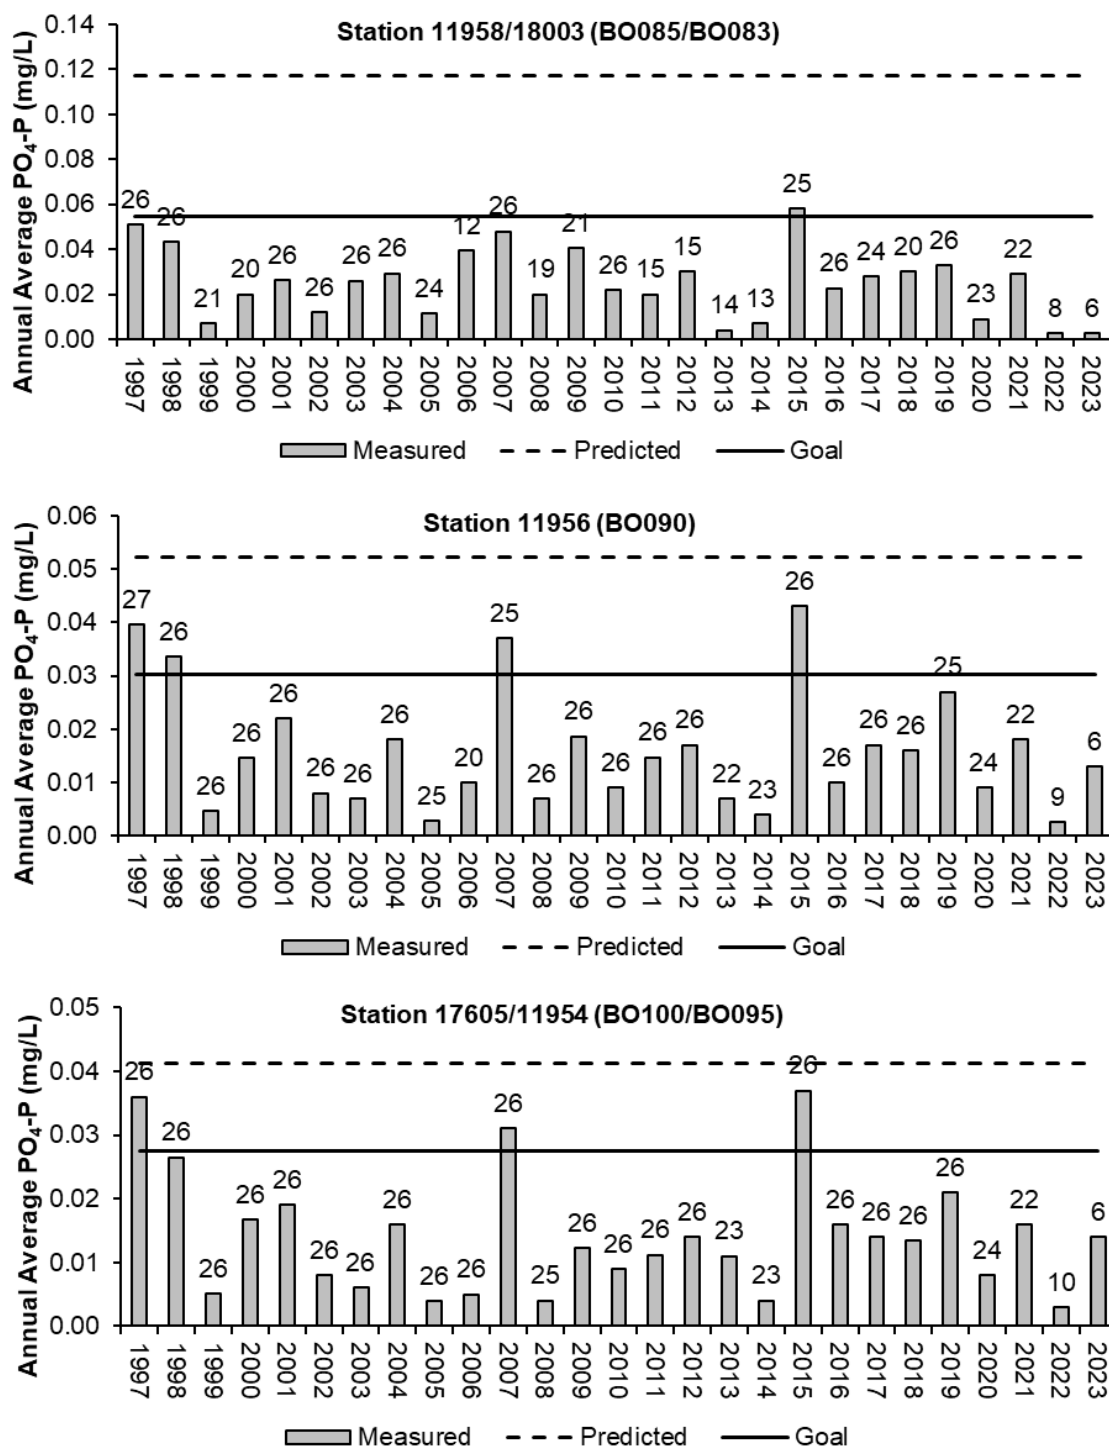 Station 11958/18003 (BO085/BO083)
Annual Average PO₄-P (mg/L)
0.14
0.12
0.10
0.08
0.06
0.04
0.02
0.00
26 26 21 20 26 26 26 26 24 12 26 19 21 26 15 15 14 13 25 26 24 20 26 23 22 8 6
1997 1998 1999 2000 2001 2002 2003 2004 2005 2006 2007 2008 2009 2010 2011 2012 2013 2014 2015 2016 2017 2018 2019 2020 2021 2022 2023
Measured Predicted Goal
Station 11956 (BO090)
Annual Average PO₄-P (mg/L)
0.06
0.05
0.04
0.03
0.02
0.01
0.00
27 26 26 26 26 26 26 26 25 20 25 26 26 26 26 26 22 23 26 26 26 26 25 24 22 9 6
1997 1998 1999 2000 2001 2002 2003 2004 2005 2006 2007 2008 2009 2010 2011 2012 2013 2014 2015 2016 2017 2018 2019 2020 2021 2022 2023
Measured Predicted Goal
Station 17605/11954 (BO100/BO095)
Annual Average PO₄-P (mg/L)
0.05
0.04
0.03
0.02
0.01
0.00
26 26 26 26 26 26 26 26 26 26 26 25 26 26 26 26 23 23 26 26 26 26 26 24 22 10 6
1997 1998 1999 2000 2001 2002 2003 2004 2005 2006 2007 2008 2009 2010 2011 2012 2013 2014 2015 2016 2017 2018 2019 2020 2021 2022 2023
Measured Predicted Goal